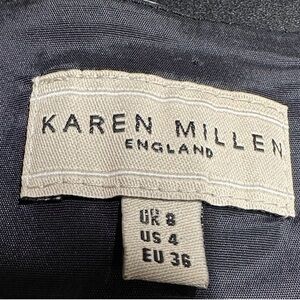 KAREN MILLEN
ENGLAND
UK 8
US 4
EU 36